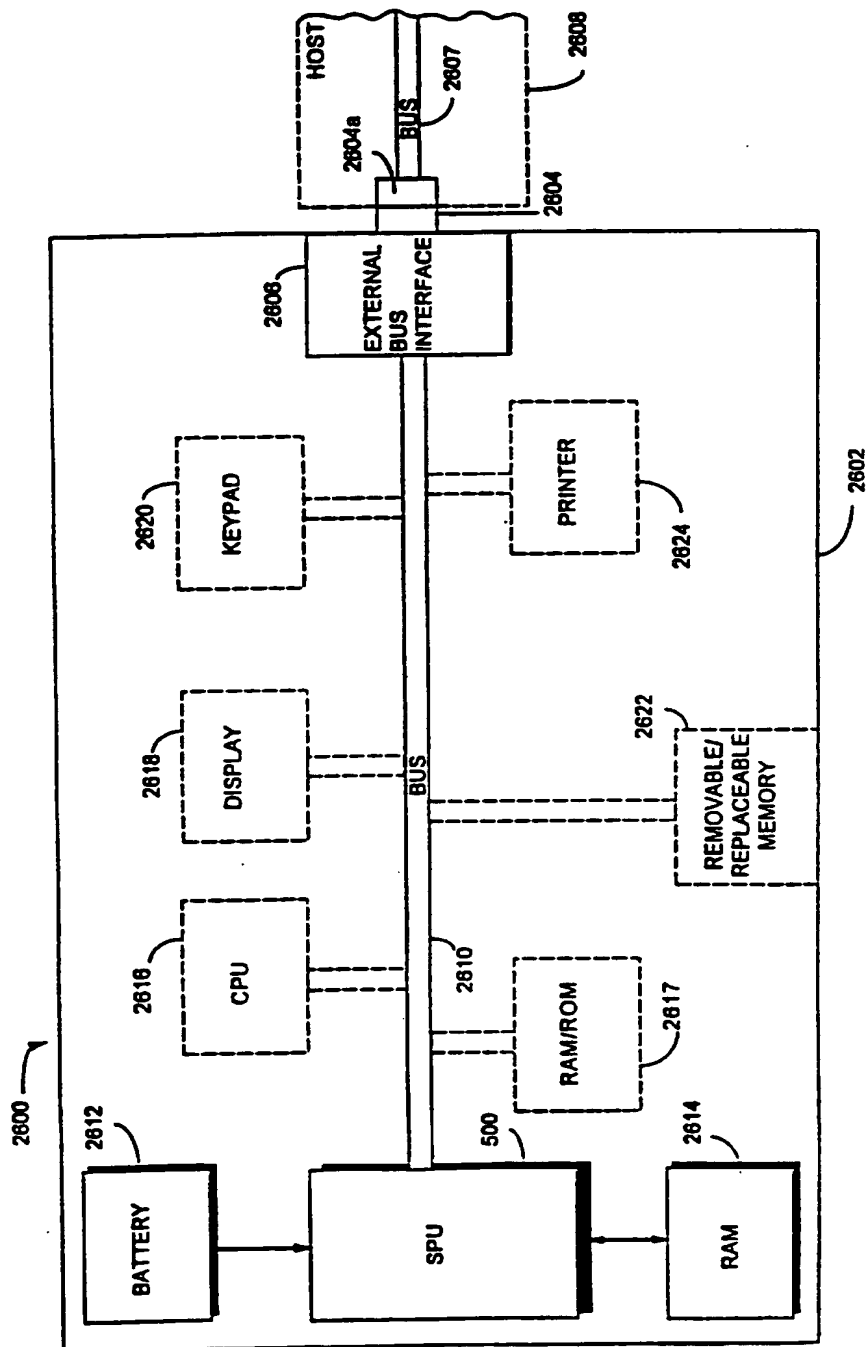 2600
2612
BATTERY
2616
CPU
2618
DISPLAY
2620
KEYPAD
2606
EXTERNAL
BUS
INTERFACE
HOST
2604a
BUS
2607
2604
2608
SPU
500
BUS
2610
RAM/ROM
2617
PRINTER
2624
RAM
2614
REMOVABLE/
REPLACEABLE
MEMORY
2622
2602